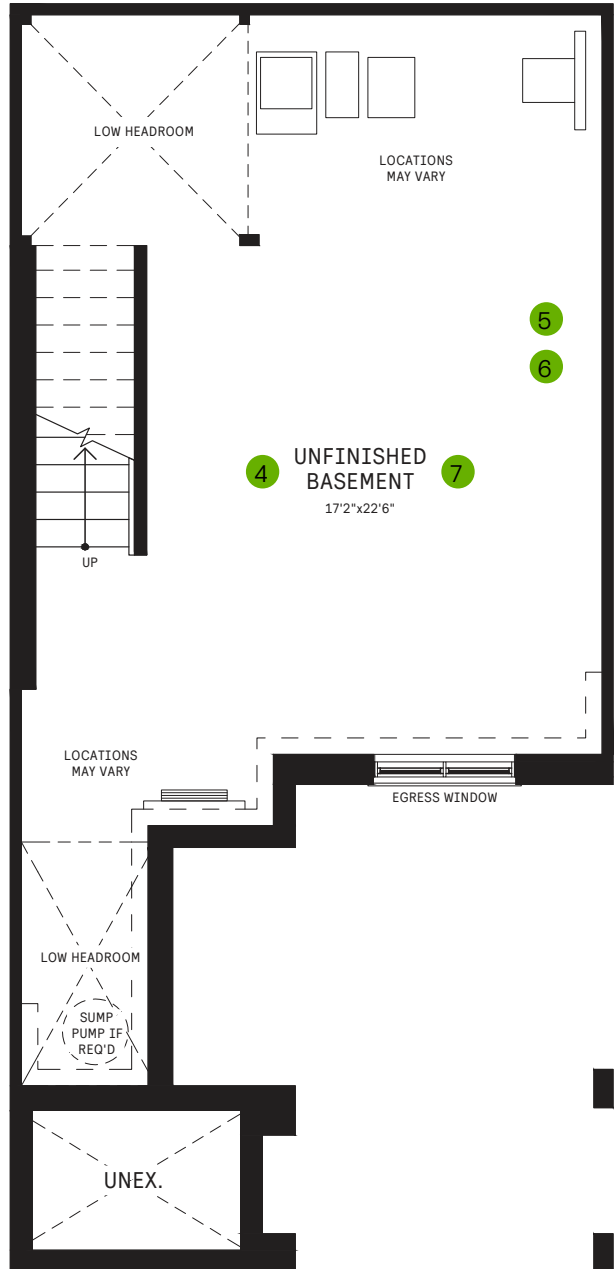 LOW HEADROOM
LOCATIONS
MAY VARY
5
6
4
UNFINISHED
BASEMENT
7
17'2"x22'6"
UP
LOCATIONS
MAY VARY
EGRESS WINDOW
LOW HEADROOM
SUMP
PUMP IF
REQ'D
UNEX.